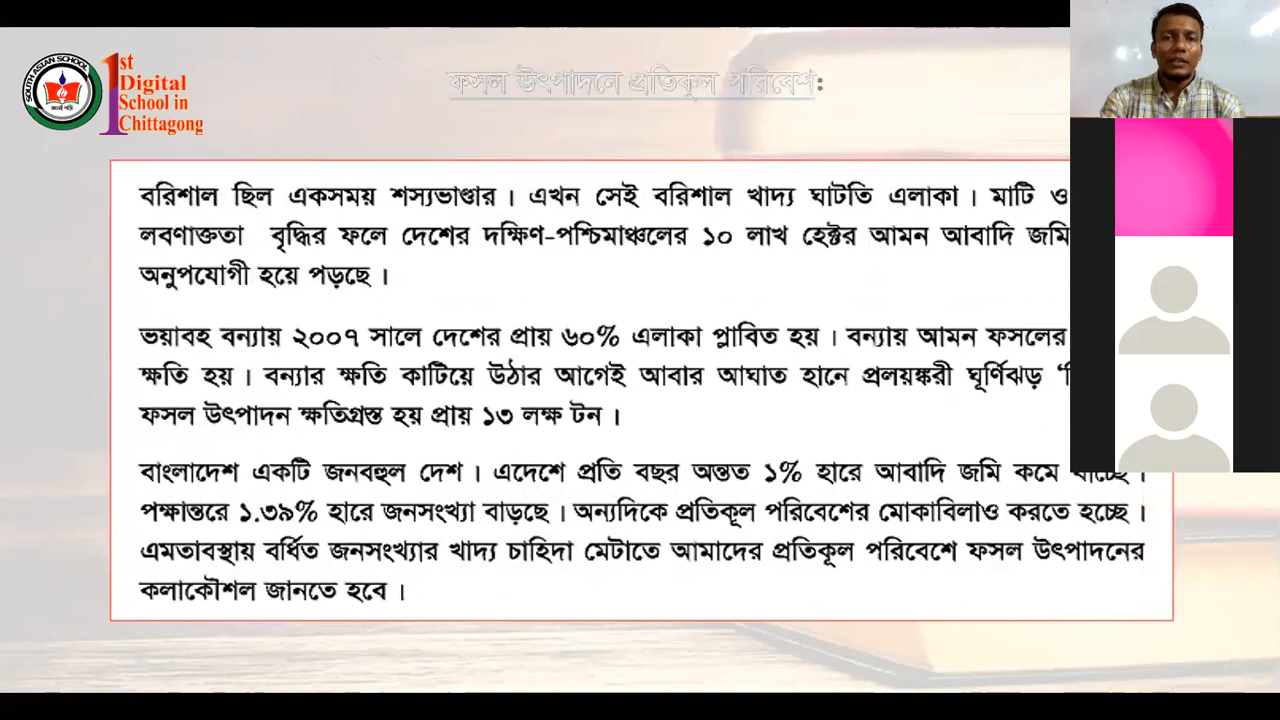 SOUTH ASIAN SCHOOL
1st
Digital
School in
Chittagong
ফসল উৎপাদনে প্রতিকূল পরিবেশ:
বরিশাল ছিল একসময় শস্যভাণ্ডার। এখন সেই বরিশাল খাদ্য ঘাটতি এলাকা। মাটি ও
লবণাক্ততা বৃদ্ধির ফলে দেশের দক্ষিণ-পশ্চিমাঞ্চলের ১০ লাখ হেক্টর আমন আবাদি জমি
অনুপযোগী হয়ে পড়ছে।
ভয়াবহ বন্যায় ২০০৭ সালে দেশের প্রায় ৬০% এলাকা প্লাবিত হয়। বন্যায় আমন ফসলের
ক্ষতি হয়। বন্যার ক্ষতি কাটিয়ে উঠার আগেই আবার আঘাত হানে প্রলয়ঙ্করী ঘূর্ণিঝড়
ফসল উৎপাদন ক্ষতিগ্রস্ত হয় প্রায় ১৩ লক্ষ টন।
বাংলাদেশ একটি জনবহুল দেশ। এদেশে প্রতি বছর অন্তত ১% হারে আবাদি জমি কমে যাচ্ছে।
পক্ষান্তরে ১.৩৯% হারে জনসংখ্যা বাড়ছে। অন্যদিকে প্রতিকূল পরিবেশের মোকাবিলাও করতে হচ্ছে।
এমতাবস্থায় বর্ধিত জনসংখ্যার খাদ্য চাহিদা মেটাতে আমাদের প্রতিকূল পরিবেশে ফসল উৎপাদনের
কলাকৌশল জানতে হবে।